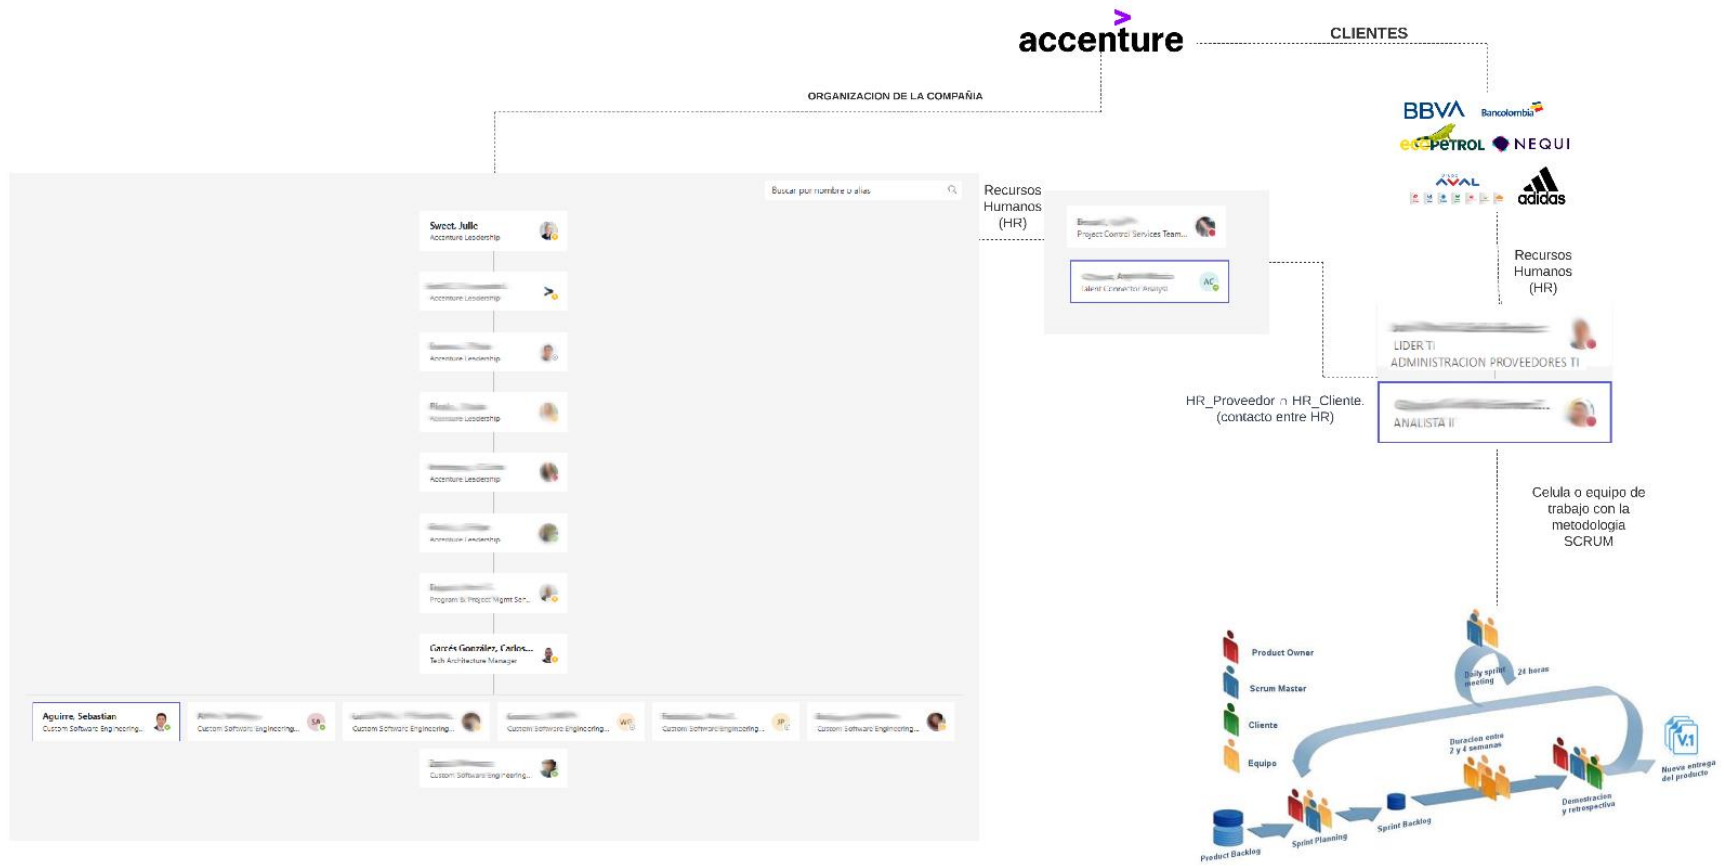 accenture
CLIENTES
ORGANIZACION DE LA COMPAÑIA
BBVA
Bancolombia
ecoPETROL
NEQUI
AVAL
adidas
Buscar por nombre o alias
Recursos
Humanos
(HR)
Sweet, Julie
Accenture Leadership
Accenture Leadership
Accenture Leadership
Accenture Leadership
Accenture Leadership
Accenture Leadership
Program & Project Mgmt Sen...
Garcés González, Carlos...
Tech Architecture Manager
Aguirre, Sebastian
Custom Software Engineering...
SA
Custom Software Engineering...
Custom Software Engineering...
WP
Custom Software Engineering...
JP
Custom Software Engineering...
Custom Software Engineering...
Custom Software Engineering...
Project Control Services Team...
AC
Talent Connector Analyst
Recursos
Humanos
(HR)
LIDER TI
ADMINISTRACION PROVEEDORES TI
HR_Proveedor ∩ HR_Cliente.
(contacto entre HR)
ANALISTA II
Celula o equipo de
trabajo con la
metodologia
SCRUM
Product Owner
Scrum Master
Cliente
Equipo
Daily sprint
meeting
24 horas
Duracion entre
2 y 4 semanas
V.1
Nueva entrega
del producto
Demostracion
y retrospectiva
Sprint Backlog
Sprint Planning
Product Backlog